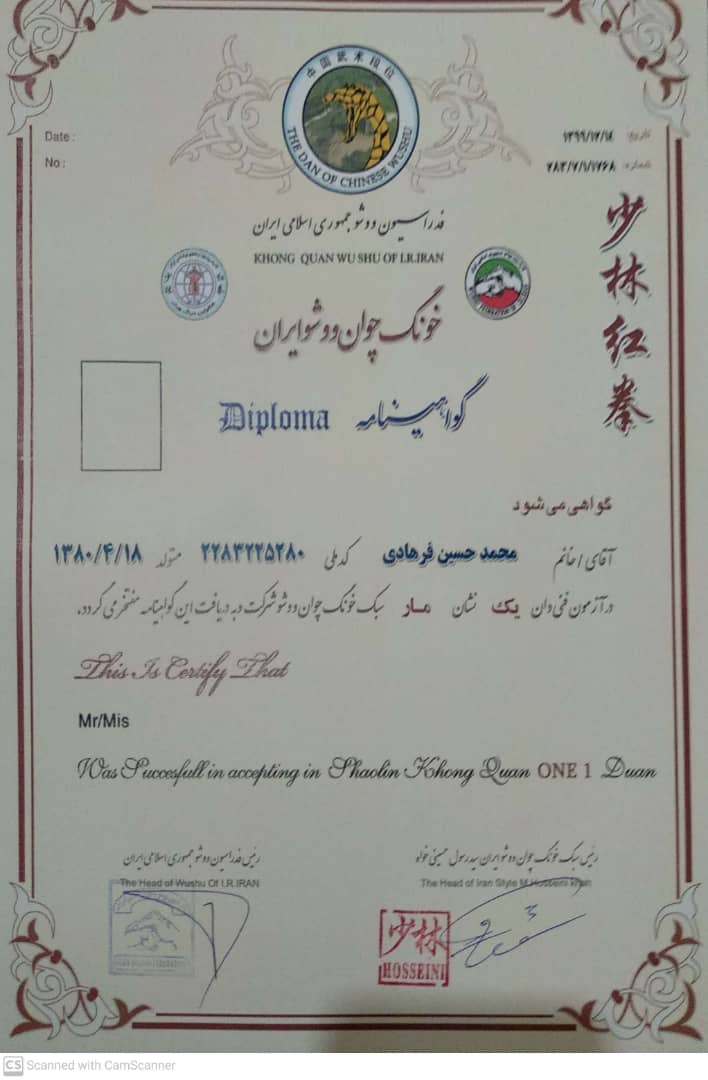 中国武术段位
THE DAN OF CHINESE WUSHU
Date :
تاریخ: ۱۳۹۹/۱۲/۱۸
No :
شماره: ۲۸۳/۷/۱/۱۷۶۸
فدراسیون ووشو جمهوری اسلامی ایران
KHONG QUAN WU SHU OF I.R.IRAN
少林红拳
خونگ چوان ووشو ایران
Diploma گواهینامه
گواهی می شود
آقای / خانم محمد حسین فرهادی کد ملی ۲۲۸۳۲۲۵۲۸۰ متولد ۱۳۸۰/۴/۱۸
در آزمون فنی دان یک نشان مار سبک خونگ چوان ووشو شرکت و به دریافت این گواهینامه مفتخر می گردد.
This Is Certify That
Mr/Mis
Was Succesfull in accepting in Shaolin Khong Quan ONE 1 Duan
رئیس سبک خونگ چوان ووشو ایران سید رسول حسینی خواه
The Head of Iran Style M.Hosseini khah
رئیس فدراسیون ووشو جمهوری اسلامی ایران
The Head of Wushu Of I.R.IRAN
少林
HOSSEINI
CS Scanned with CamScanner